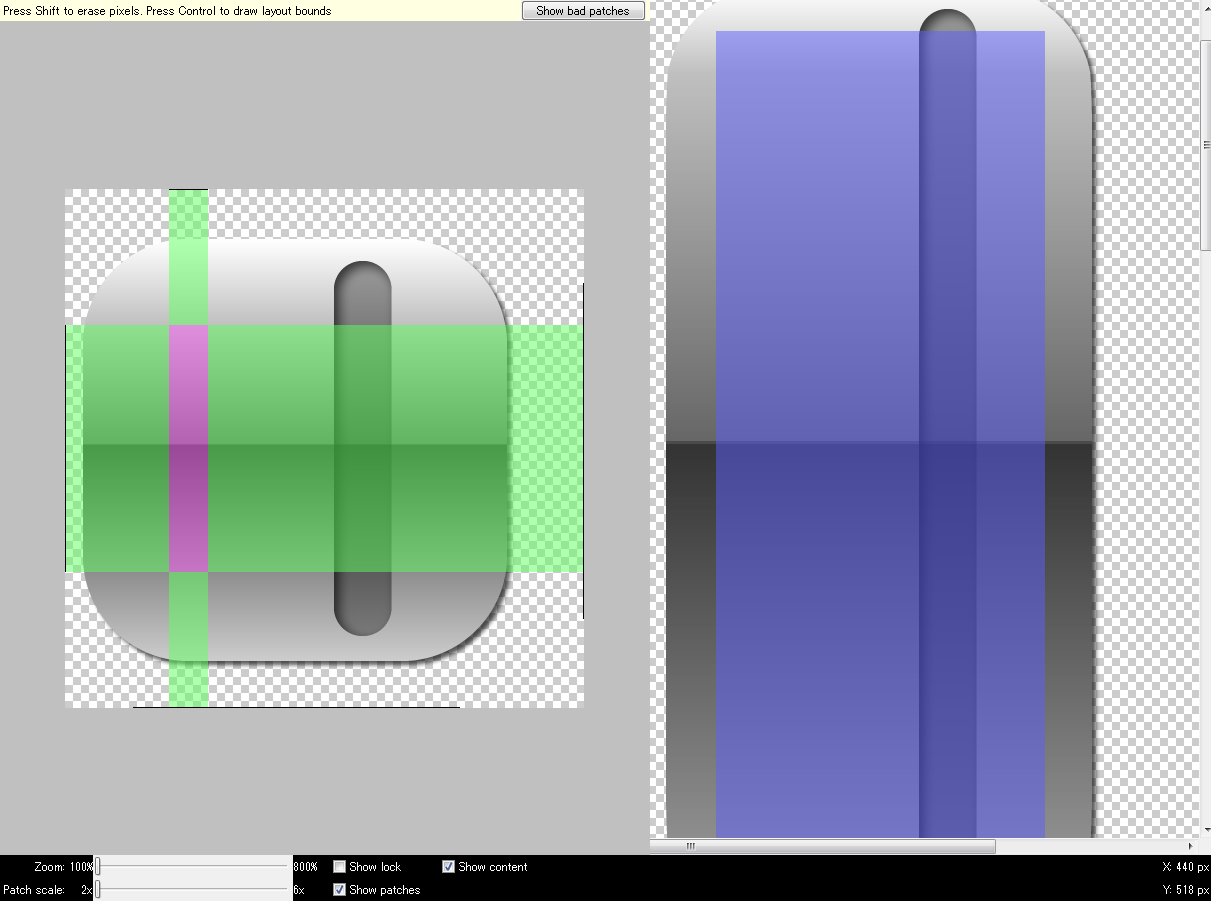 Press Shift to erase pixels. Press Control to draw layout bounds
Show bad patches
Zoom: 100% 800% Show lock Show content X: 440 px
Patch scale: 2x 6x Show patches Y: 518 px